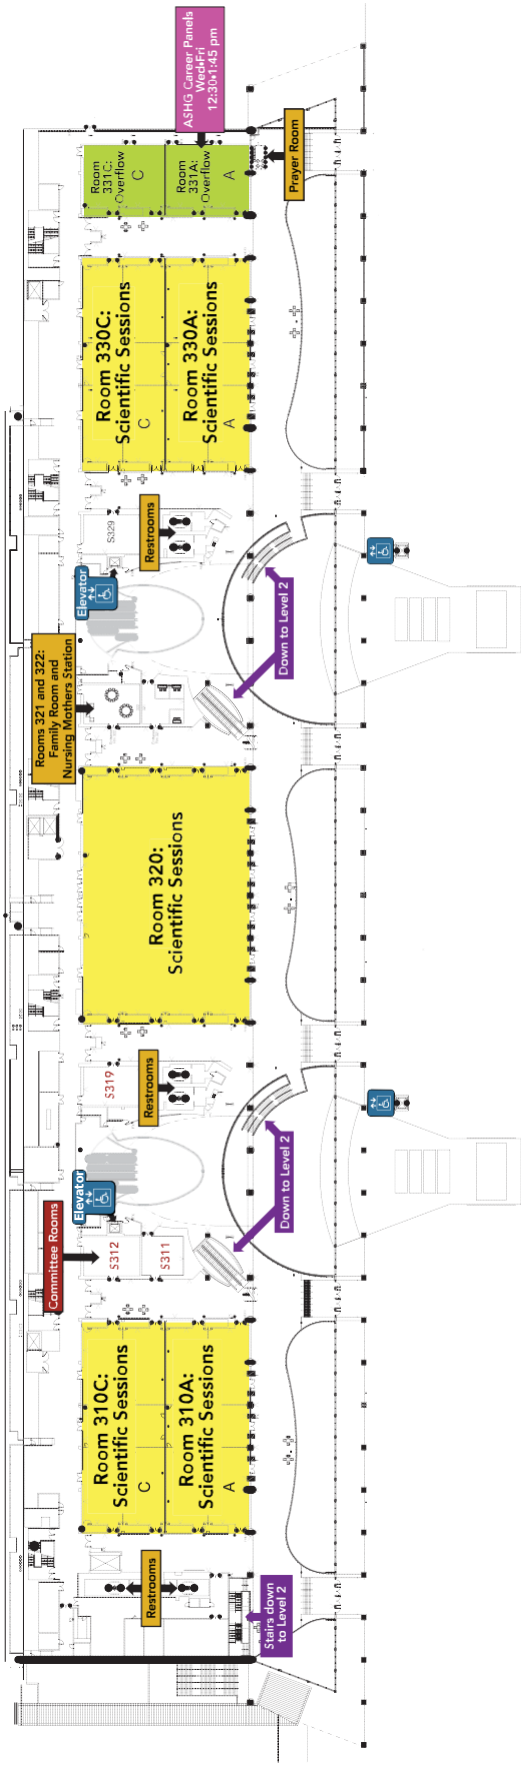 Committee Rooms
Rooms 321 and 322:
Family Room and
Nursing Mothers Station
ASHG Career Panels
Wed-Fri
12:30-1:45 pm
Elevator
Elevator
Room 310C:
Scientific Sessions
C
S312
S319
Room 320:
Scientific Sessions
S329
Room 330C:
Scientific Sessions
C
Room
331C:
Overflow
C
Restrooms
S311
Restrooms
Restrooms
Room 310A:
Scientific Sessions
A
Room 330A:
Scientific Sessions
A
Room
331A:
Overflow
A
Stairs down
to Level 2
Down to Level 2
Down to Level 2
Prayer Room